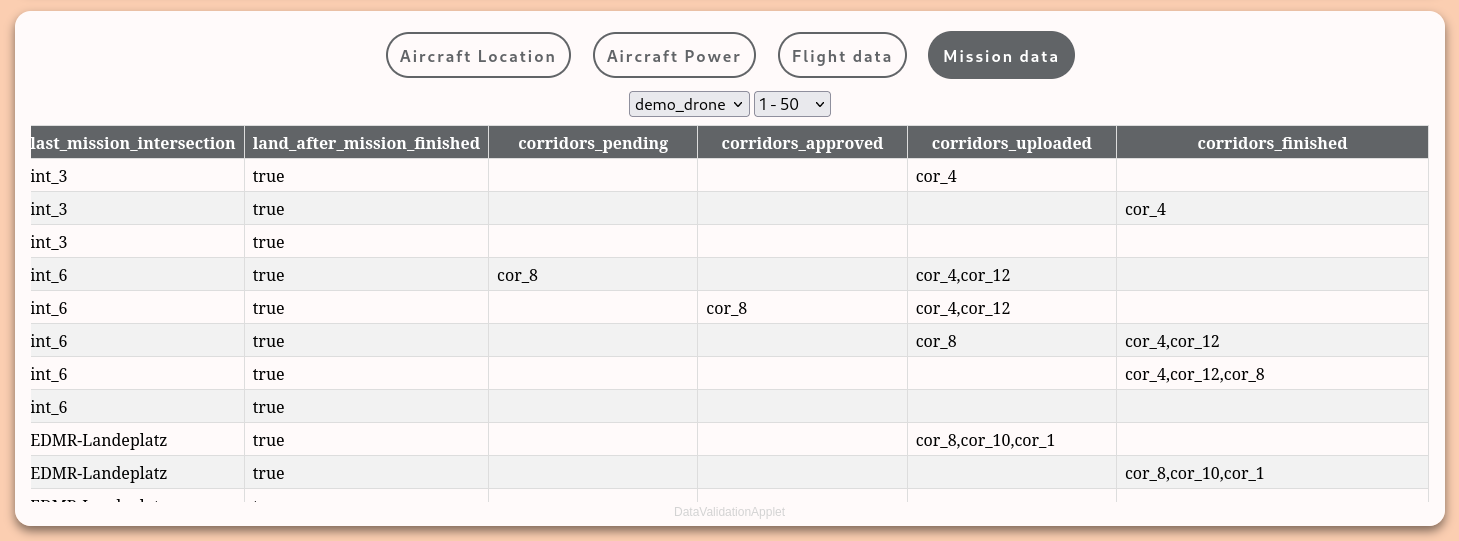 Aircraft Location Aircraft Power Flight data Mission data
demo_drone 1 - 50
last_mission_intersection land_after_mission_finished corridors_pending corridors_approved corridors_uploaded corridors_finished
int_3 true cor_4
int_3 true cor_4
int_3 true
int_6 true cor_8 cor_4,cor_12
int_6 true cor_8 cor_4,cor_12
int_6 true cor_8 cor_4,cor_12
int_6 true cor_4,cor_12,cor_8
int_6 true
EDMR-Landeplatz true cor_8,cor_10,cor_1
EDMR-Landeplatz true cor_8,cor_10,cor_1
DataValidationApplet